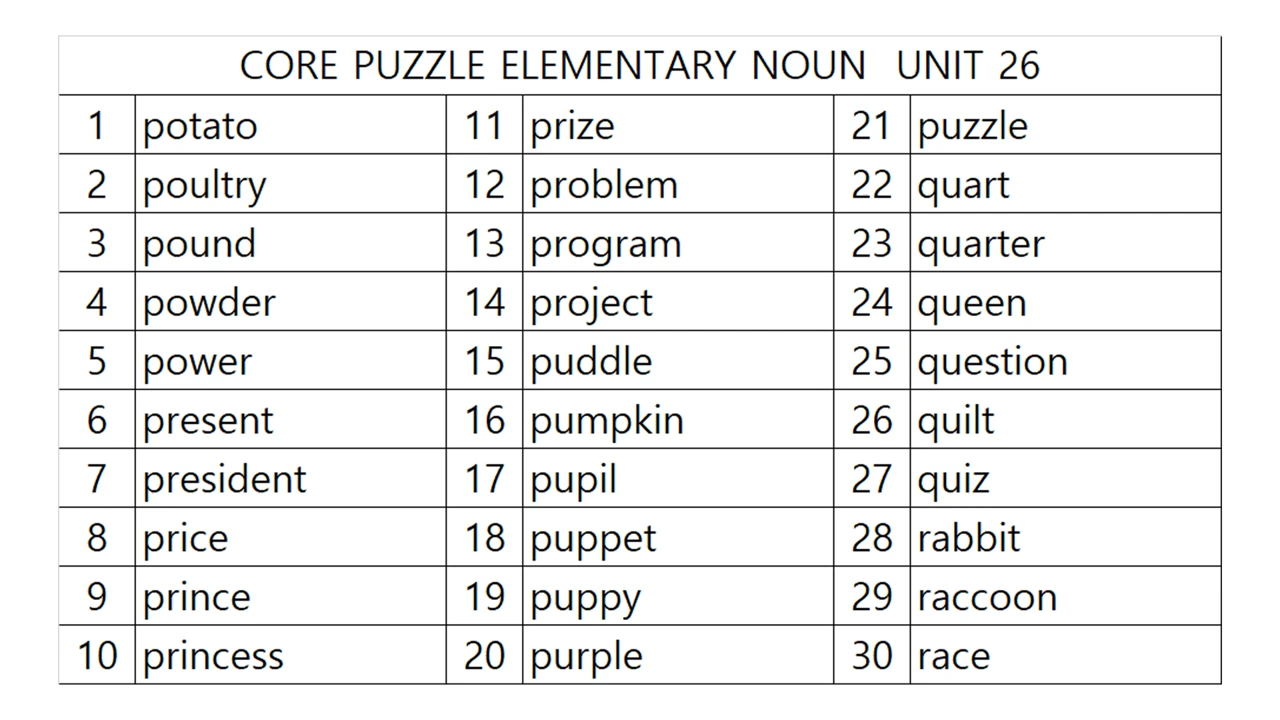 CORE PUZZLE ELEMENTARY NOUN  UNIT 26
1 potato 11 prize 21 puzzle
2 poultry 12 problem 22 quart
3 pound 13 program 23 quarter
4 powder 14 project 24 queen
5 power 15 puddle 25 question
6 present 16 pumpkin 26 quilt
7 president 17 pupil 27 quiz
8 price 18 puppet 28 rabbit
9 prince 19 puppy 29 raccoon
10 princess 20 purple 30 race